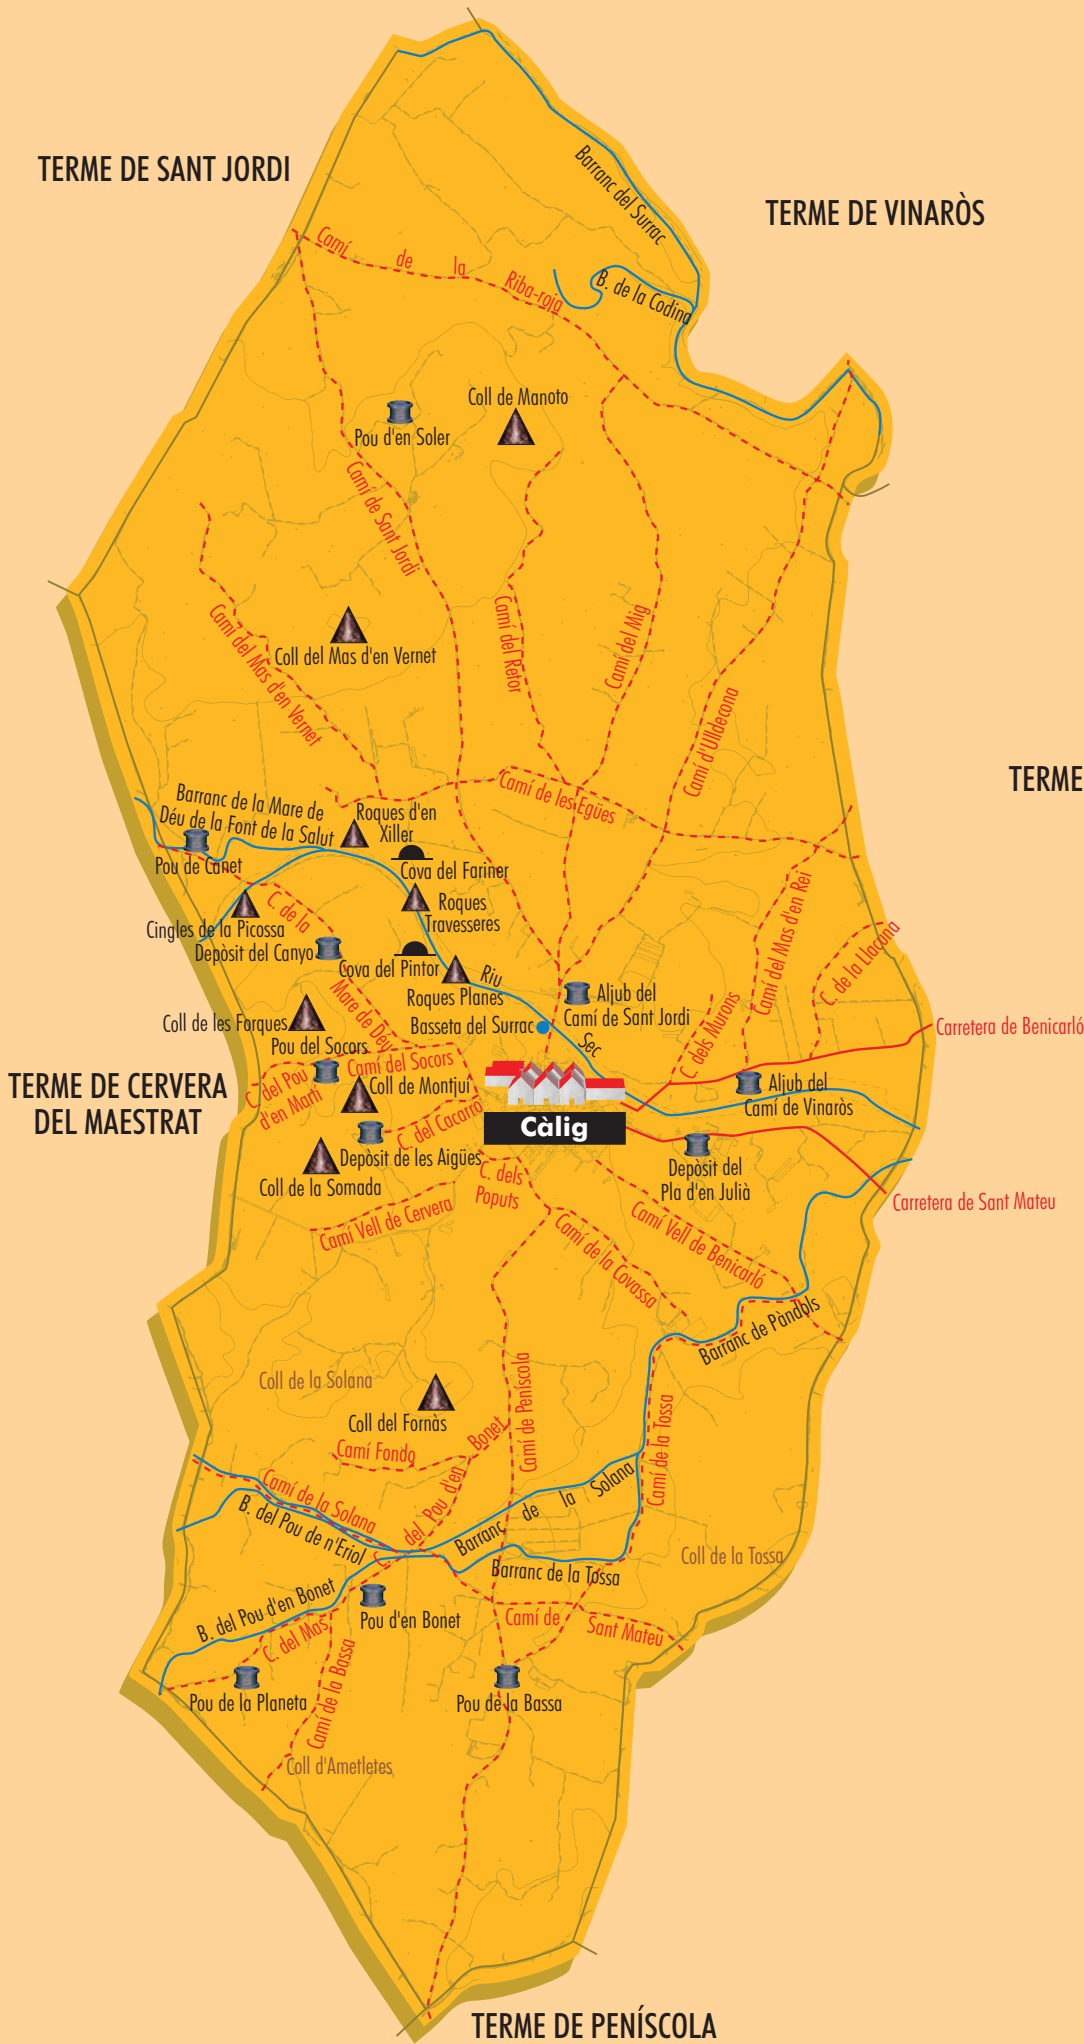 TERME DE SANT JORDI
TERME DE VINARÒS
Barranc del Surrac
Camí de la Riba-roja
B. de la Codina
Coll de Manoto
Pou d'en Soler
Camí de Sant Jordi
Camí del Retor
Camí del Mig
Camí del Mas d'en Vernet
Coll del Mas d'en Vernet
Camí d'Ulldecona
TERME
Camí de les Egües
Barranc de la Mare de
Déu de la Font de la Salut
Roques d'en
Xiller
Pou de Canet
Cova del Fariner
Roques
Travesseres
C. de la
Mare de Deu
Cingles de la Picossa
Depòsit del Canyo
Cova del Pintor
Roques Planes
Riu
Sec
Camí del Mas d'en Rei
C. de la Llacuna
Aljub del
Camí de Sant Jordi
C. dels Murons
Basseta del Surrac
Coll de les Forques
Pou del Socors
Carretera de Benicarló
Camí del Socors
TERME DE CERVERA
DEL MAESTRAT
C. del Pou
d'en Martí
Coll de Montjuí
Aljub del
Camí de Vinaròs
C. del Cacarro
Càlig
Depòsit de les Aigües
Depòsit del
Pla d'en Julià
C. dels
Poputs
Coll de la Somada
Carretera de Sant Mateu
Camí Vell de Cervera
Camí de la Covassa
Camí Vell de Benicarló
Barranc de Pàndols
Coll de la Solana
Coll del Fornàs
Camí de Peníscola
Camí de la Tossa
Camí Fondo
C. del Pou d'en Bonet
Camí de la Solana
B. del Pou de n'Eriol
Barranc de la Solana
Coll de la Tossa
Barranc de la Tossa
B. del Pou d'en Bonet
Pou d'en Bonet
Camí de Sant Mateu
C. del Mas
Camí de la Bassa
Pou de la Planeta
Pou de la Bassa
Coll d'Ametletes
TERME DE PENÍSCOLA